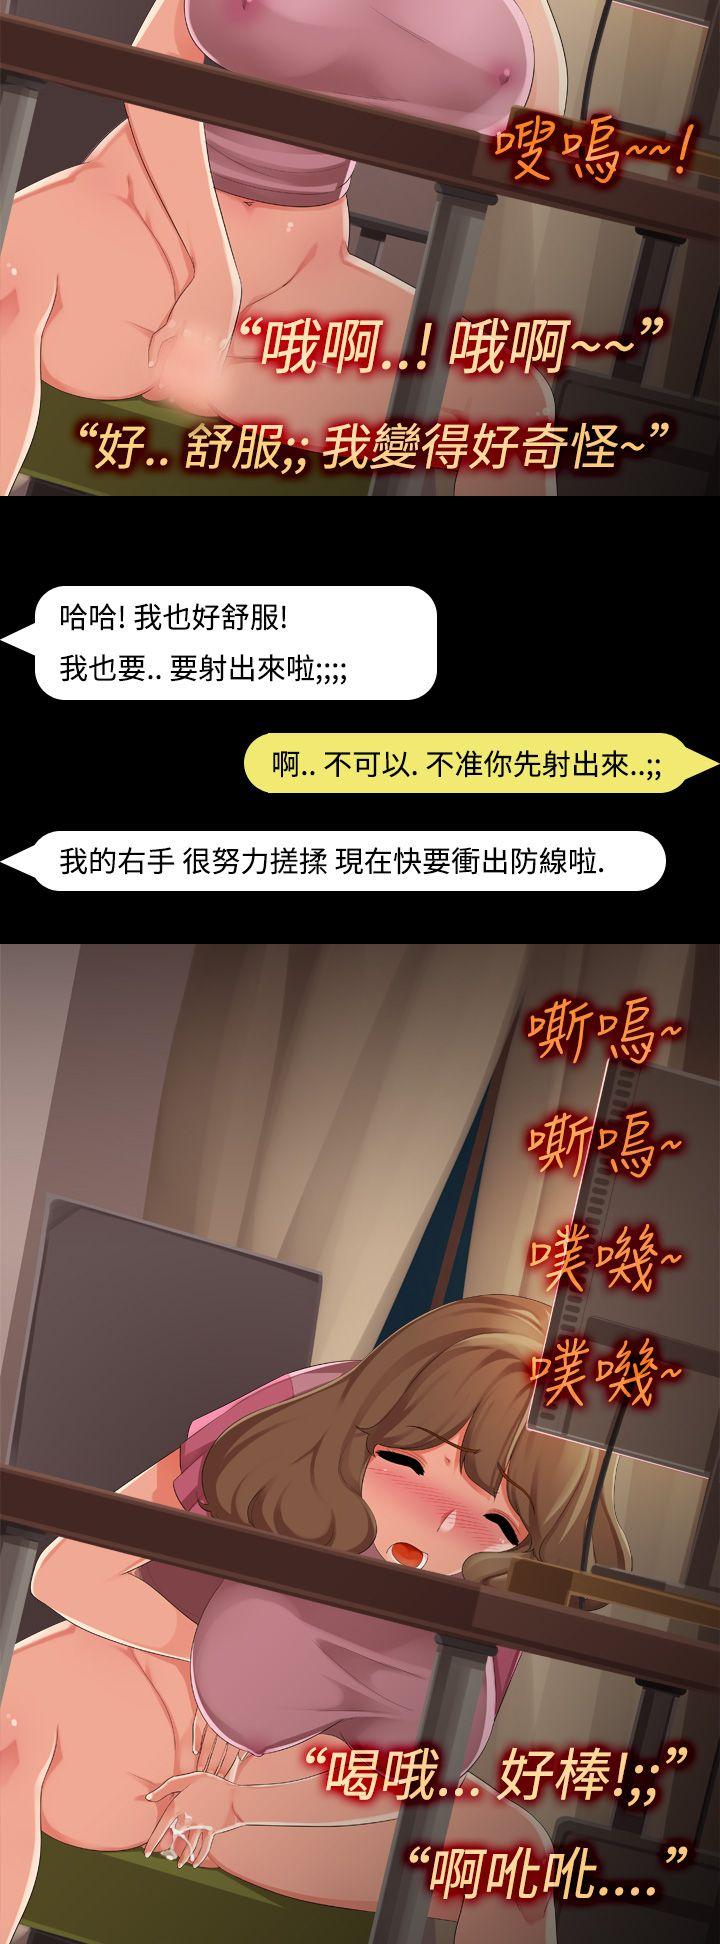 嗖嗚~~!
“哦啊..! 哦啊~~”
“好.. 舒服;; 我變得好奇怪~”
哈哈! 我也好舒服!
我也要.. 要射出來啦;;;;
啊.. 不可以. 不准你先射出來..;;
我的右手 很努力搓揉 現在快要衝出防線啦.
嘶嗚~
嘶嗚~
噗嘰~
噗嘰~
“喝哦... 好棒!;;”
“啊吪吪....”